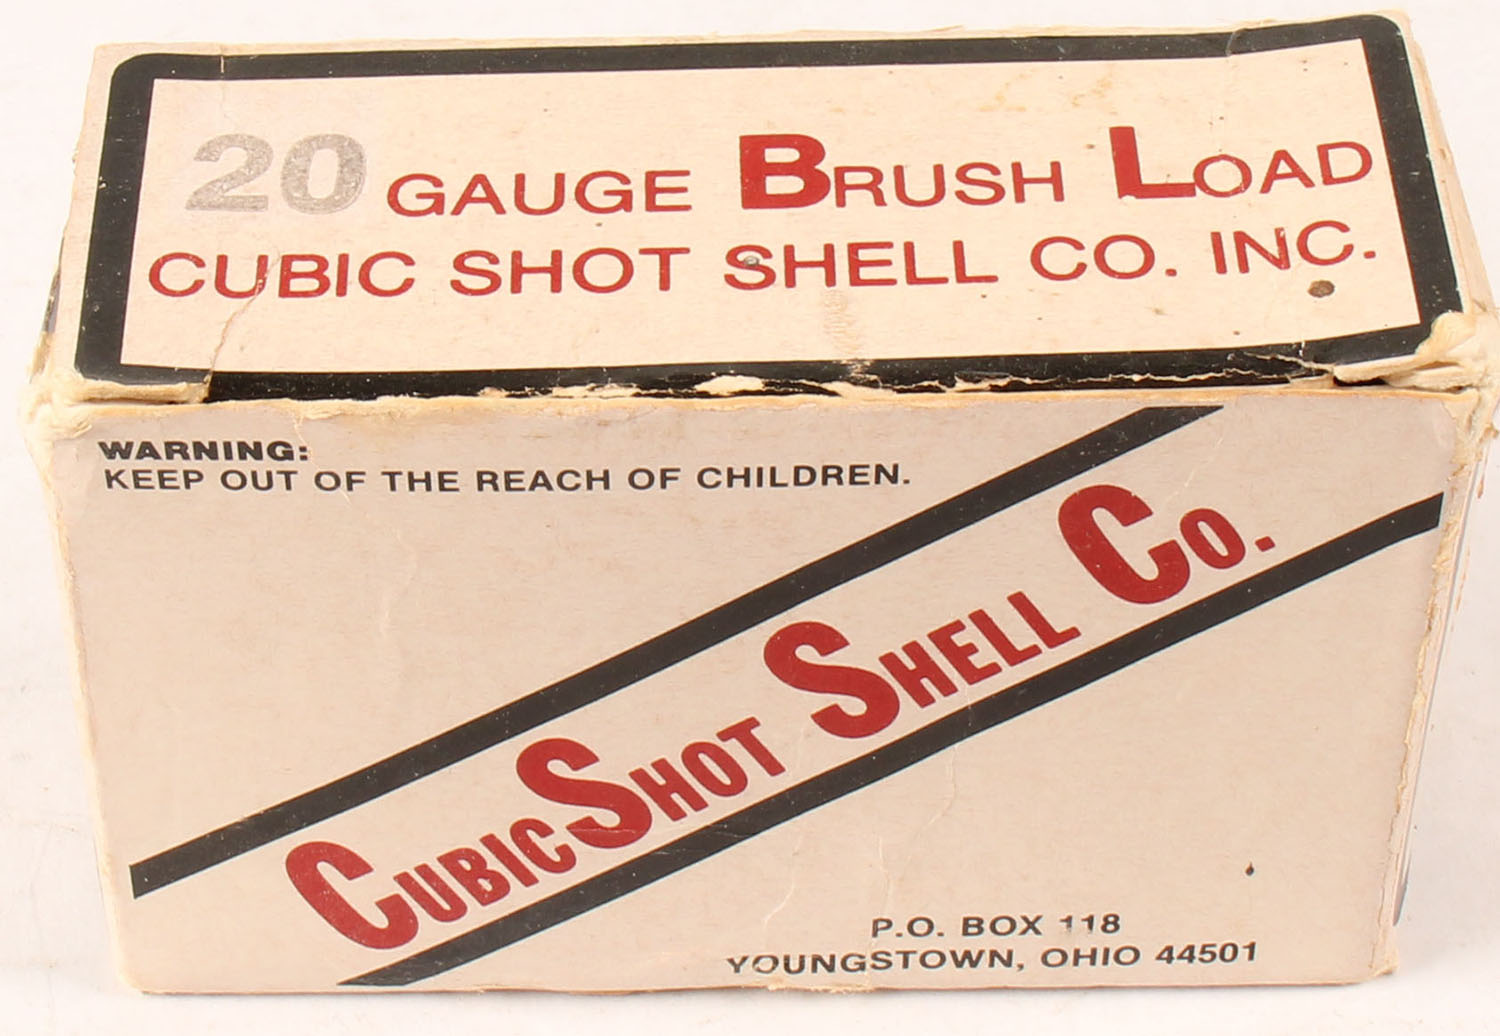 20 GAUGE BRUSH LOAD
CUBIC SHOT SHELL CO. INC.
WARNING:
KEEP OUT OF THE REACH OF CHILDREN.
CUBIC SHOT SHELL CO.
P.O. BOX 118
YOUNGSTOWN, OHIO 44501